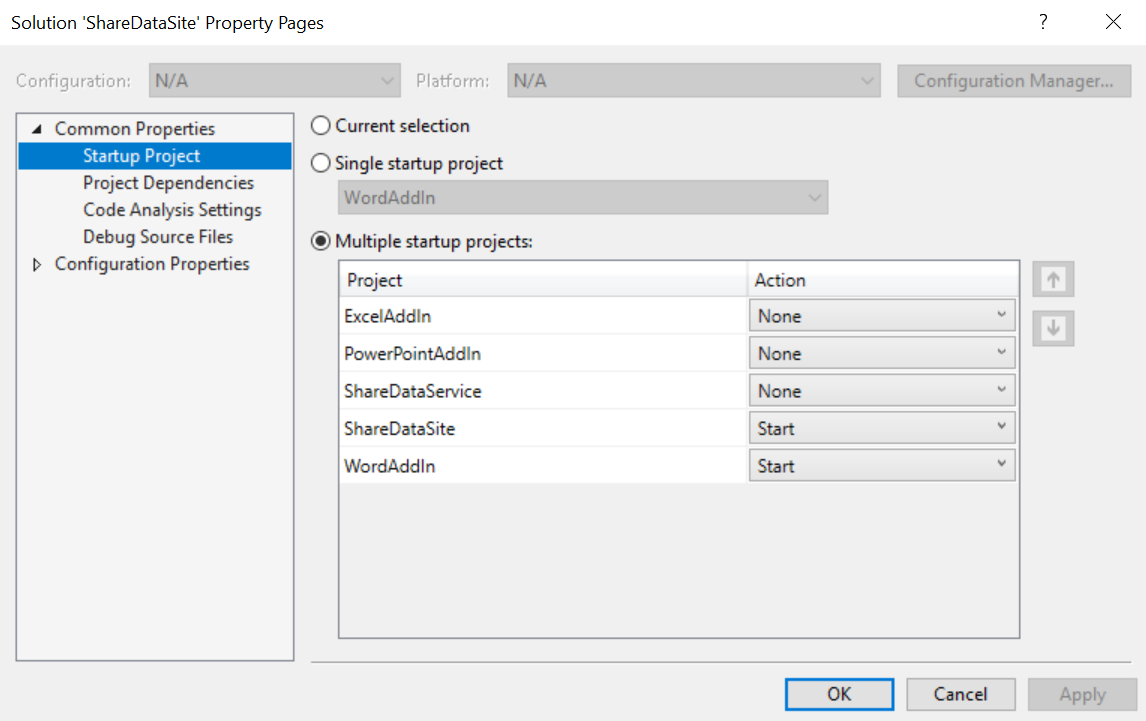 Solution 'ShareDataSite' Property Pages ?
Configuration: N/A Platform: N/A Configuration Manager...
Common Properties
Startup Project
Project Dependencies
Code Analysis Settings
Debug Source Files
Configuration Properties
Current selection
Single startup project
WordAddIn
Multiple startup projects:
Project Action
ExcelAddIn None
PowerPointAddIn None
ShareDataService None
ShareDataSite Start
WordAddIn Start
OK Cancel Apply